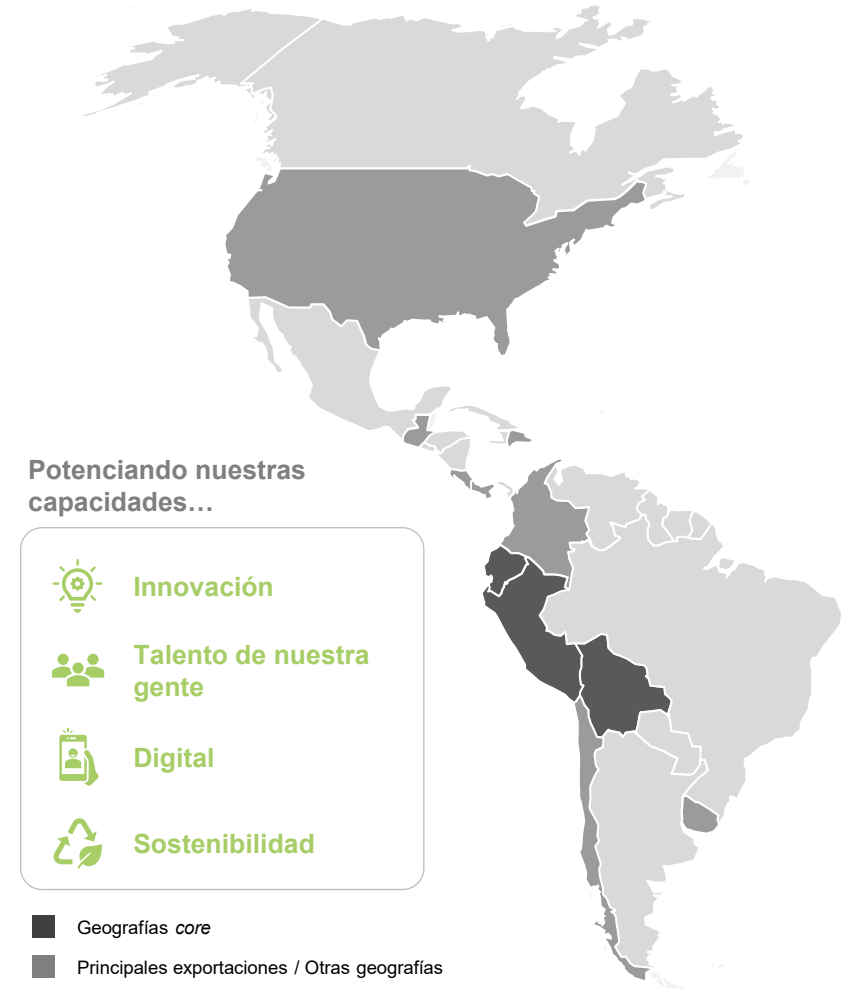 Potenciando nuestras
capacidades…
Innovación
Talento de nuestra
gente
Digital
Sostenibilidad
Geografías core
Principales exportaciones / Otras geografías